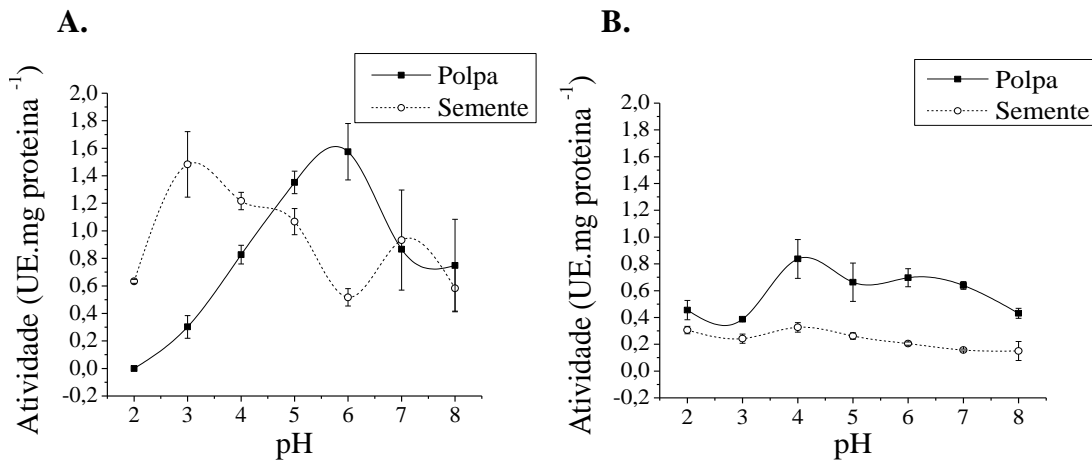 A.
Polpa
Semente
Atividade (UE.mg proteina -1)
2,0
1,8
1,6
1,4
1,2
1,0
0,8
0,6
0,4
0,2
0,0
-0,2
2 3 4 5 6 7 8
pH
B.
Polpa
Semente
Atividade (UE.mg proteina -1)
2,0
1,8
1,6
1,4
1,2
1,0
0,8
0,6
0,4
0,2
0,0
-0,2
2 3 4 5 6 7 8
pH